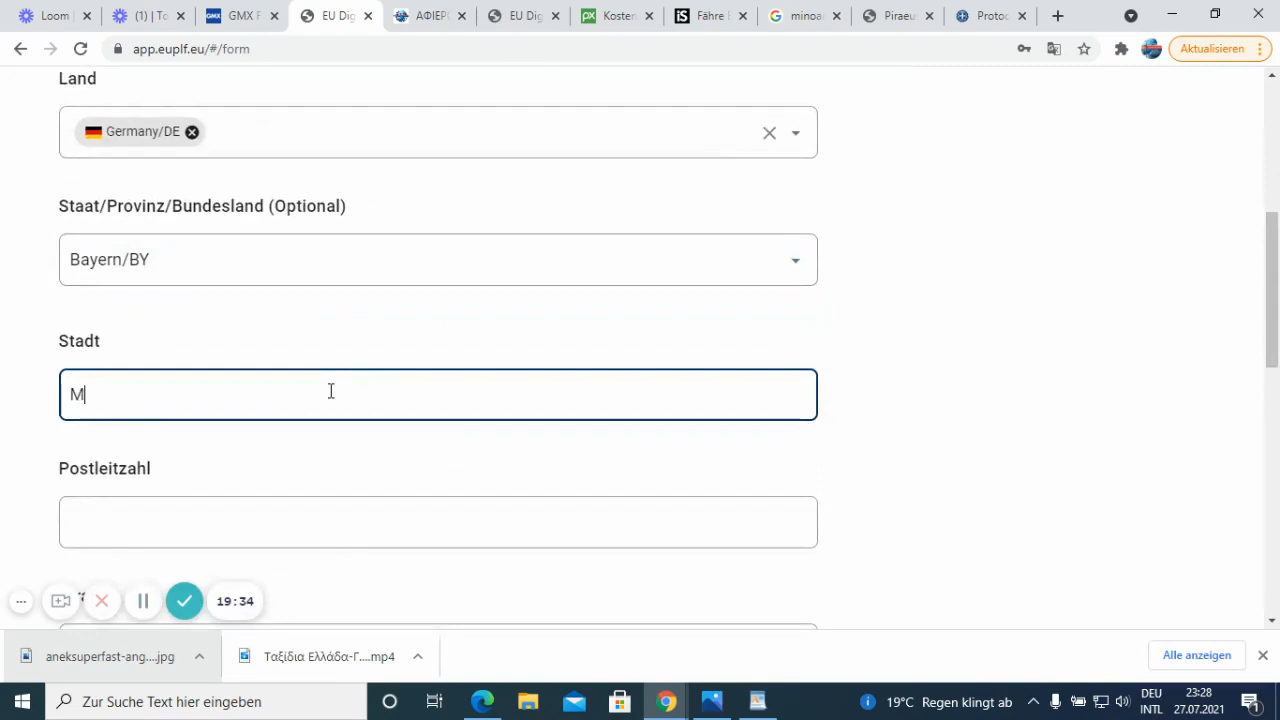 Loom
(1) | To
GMX F
EU Dig
ΑΦΙΕΡ
EU Dig
Kosten
Fähre E
minoa
Piraeu
Protoc
app.euplf.eu/#/form
Aktualisieren
Land
Germany/DE
Staat/Provinz/Bundesland (Optional)
Bayern/BY
Stadt
M
Postleitzahl
19:34
aneksuperfast-ang....jpg
Ταξίδια Ελλάδα-Γ....mp4
Alle anzeigen
Zur Suche Text hier eingeben
19°C Regen klingt ab
DEU
INTL
23:28
27.07.2021
1